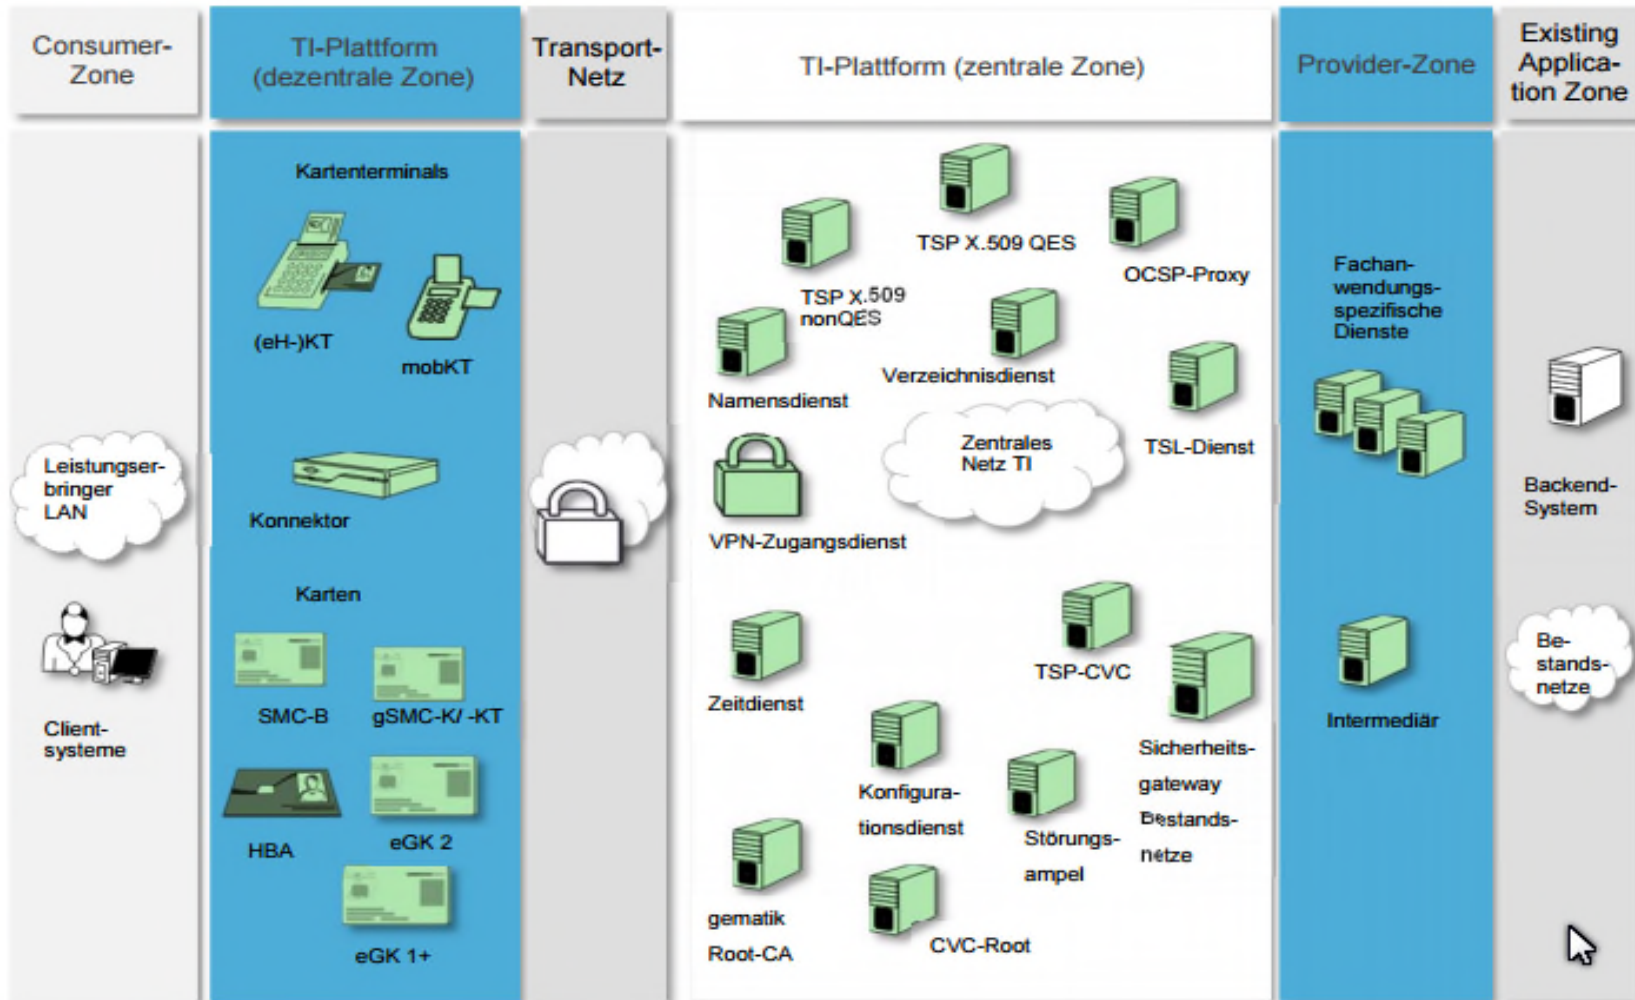 Consumer-
Zone
TI-Plattform
(dezentrale Zone)
Transport-
Netz
TI-Plattform (zentrale Zone)
Provider-Zone
Existing
Applica-
tion Zone
Leistungser-
bringer
LAN
Client-
systeme
Kartenterminals
(eH-)KT
mobKT
Konnektor
Karten
SMC-B
gSMC-K/ -KT
HBA
eGK 2
eGK 1+
TSP X.509 QES
OCSP-Proxy
TSP X.509
nonQES
Verzeichnisdienst
Namensdienst
TSL-Dienst
Zentrales
Netz TI
VPN-Zugangsdienst
TSP-CVC
Zeitdienst
Sicherheits-
gateway
Bestands-
netze
Konfigura-
tionsdienst
Störungs-
ampel
gematik
Root-CA
CVC-Root
Fachan-
wendungs-
spezifische
Dienste
Intermediär
Backend-
System
Be-
stands-
netze